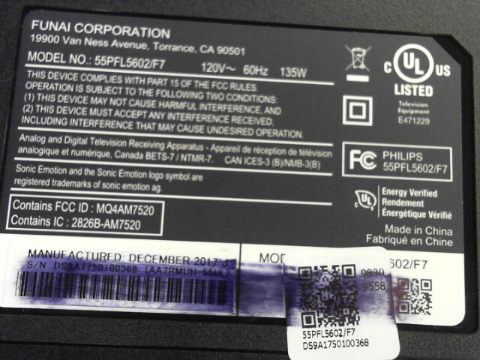 FUNAI CORPORATION
19900 Van Ness Avenue, Torrance, CA 90501
MODEL NO.: 55PFL5602/F7 120V~ 60Hz 135W
THIS DEVICE COMPLIES WITH PART 15 OF THE FCC RULES.
OPERATION IS SUBJECT TO THE FOLLOWING TWO CONDITIONS:
(1) THIS DEVICE MAY NOT CAUSE HARMFUL INTERFERENCE, AND
(2) THIS DEVICE MUST ACCEPT ANY INTERFERENCE RECEIVED,
INCLUDING INTERFERENCE THAT MAY CAUSE UNDESIRED OPERATION.
Analog and Digital Television Receiving Apparatus - Appareil de réception de télévision
analogique et numérique, Canada BETS-7 / NTMR-7. CAN ICES-3 (B)/NMB-3(B)
Sonic Emotion and the Sonic Emotion logo symbol are
registered trademarks of sonic emotion ag.
Contains FCC ID : MQ4AM7520
Contains IC : 2826B-AM7520
C UL US
LISTED
Television
Equipment
E471229
FC PHILIPS
55PFL5602/F7
UL Energy Verified
Rendement
Énergétique Vérifié
Made in China
Fabriqué en Chine
MANUFACTURED: DECEMBER 2017
S/N DS9A1750100368
602/F7
55PFL5602/F7
DS9A1750100368